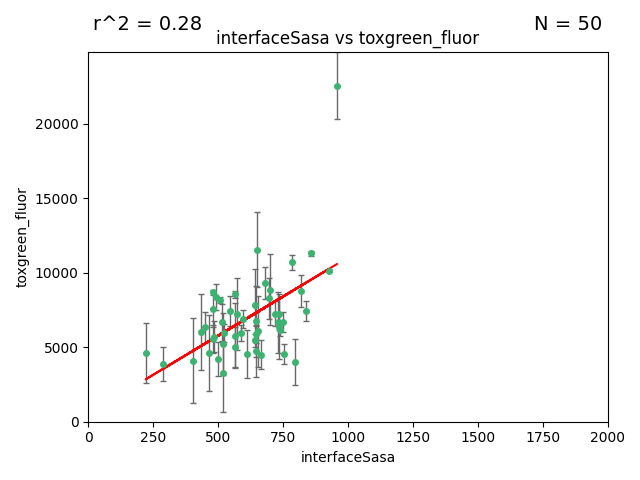 r^2 = 0.28
N = 50
interfaceSasa vs toxgreen_fluor
20000
15000
10000
5000
0
toxgreen_fluor
0 250 500 750 1000 1250 1500 1750 2000
interfaceSasa